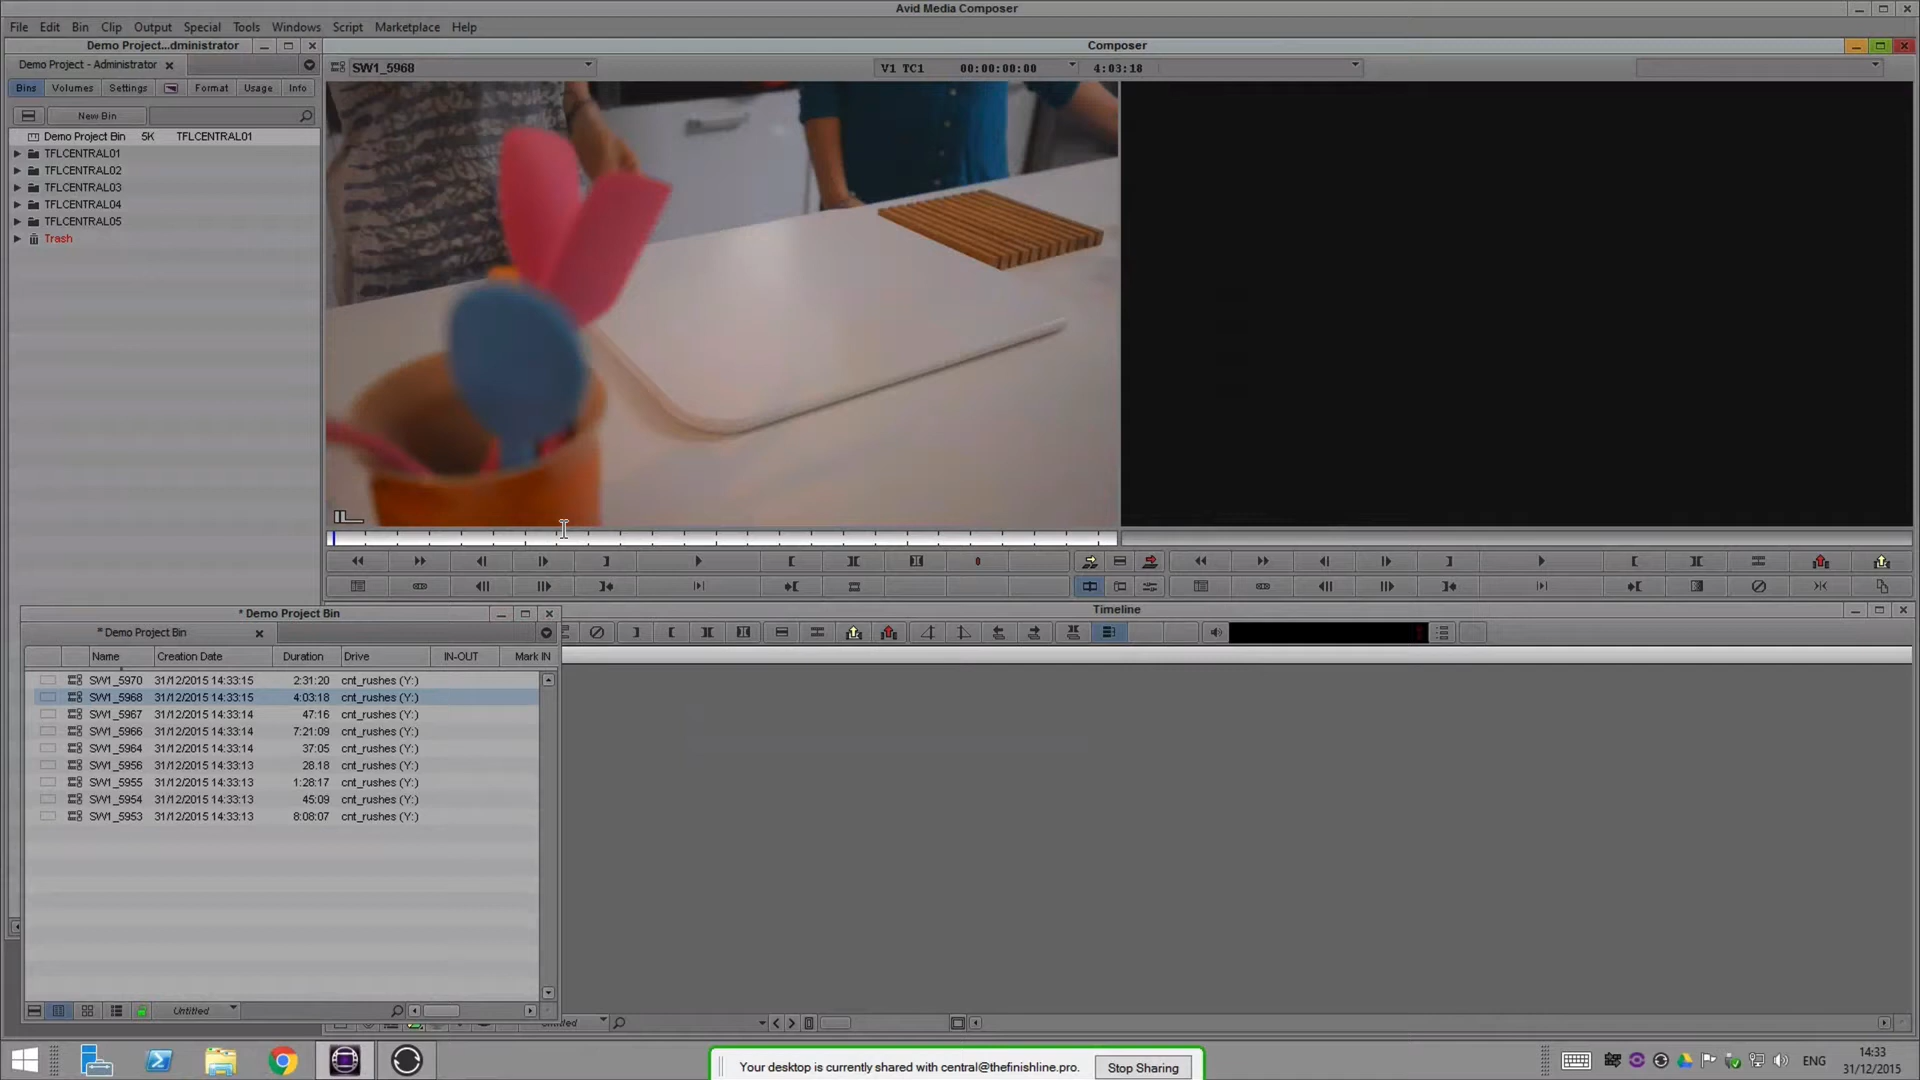 Avid Media Composer
File Edit Bin Clip Output Special Tools Windows Script Marketplace Help
Demo Project...dministrator
Composer
Demo Project - Administrator
SW1_5968
V1 TC1 00:00:00:00 4:03:18
Bins Volumes Settings Format Usage Info
New Bin
Demo Project Bin 5K TFLCENTRAL01
TFLCENTRAL01
TFLCENTRAL02
TFLCENTRAL03
TFLCENTRAL04
TFLCENTRAL05
Trash
* Demo Project Bin
Timeline
* Demo Project Bin
Name Creation Date Duration Drive IN-OUT Mark IN
SW1_5970 31/12/2015 14:33:15 2:31:20 cnt_rushes (Y:)
SW1_5968 31/12/2015 14:33:15 4:03:18 cnt_rushes (Y:)
SW1_5967 31/12/2015 14:33:14 47:16 cnt_rushes (Y:)
SW1_5966 31/12/2015 14:33:14 7:21:09 cnt_rushes (Y:)
SW1_5964 31/12/2015 14:33:14 37:05 cnt_rushes (Y:)
SW1_5956 31/12/2015 14:33:13 28.18 cnt_rushes (Y:)
SW1_5955 31/12/2015 14:33:13 1:28:17 cnt_rushes (Y:)
SW1_5954 31/12/2015 14:33:13 45:09 cnt_rushes (Y:)
SW1_5953 31/12/2015 14:33:13 8:08:07 cnt_rushes (Y:)
Untitled
Your desktop is currently shared with central@thefinishline.pro. Stop Sharing
ENG
14:33
31/12/2015